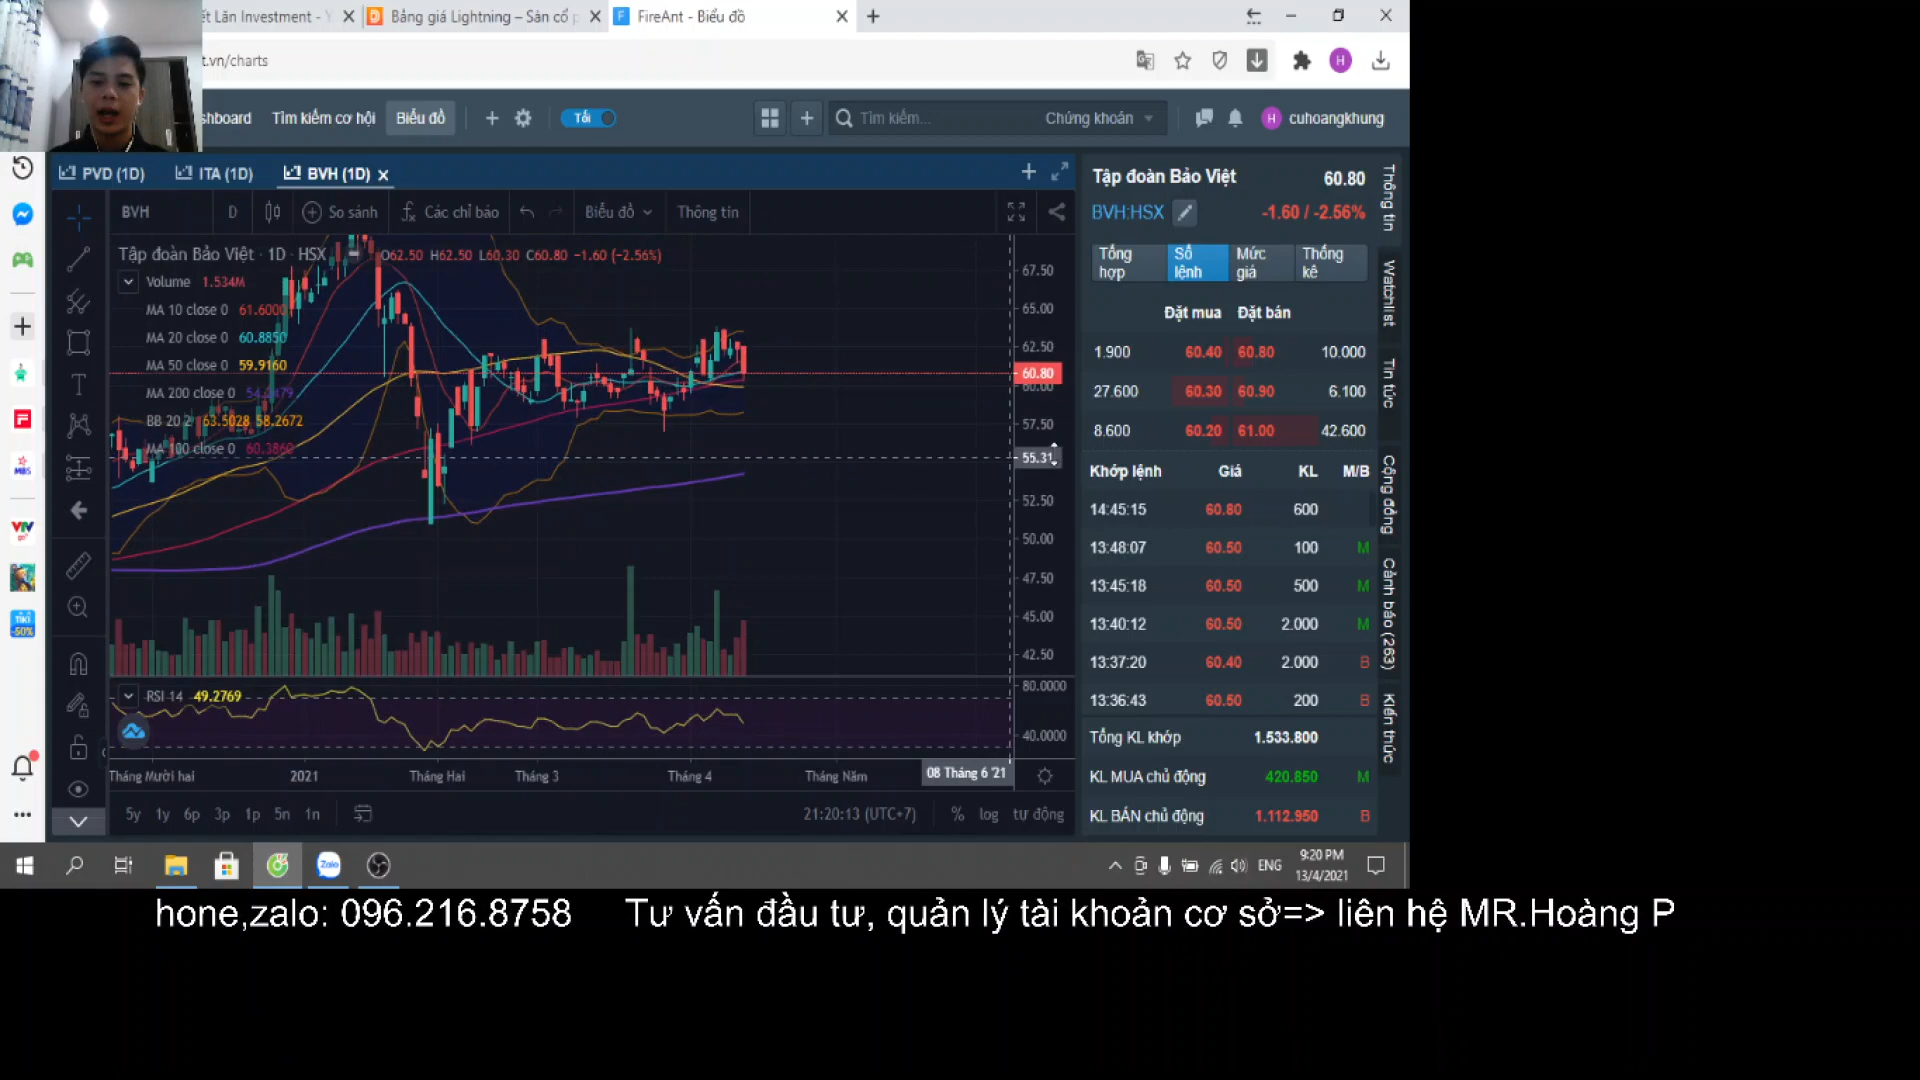 ết Lăn Investment - Y
Bảng giá Lightning – Sàn cổ p
FireAnt - Biểu đồ
t.vn/charts
shboard
Tìm kiếm cơ hội
Biểu đồ
Tối
Tìm kiếm...
Chứng khoán
H cuhoangkhung
PVD (1D)
ITA (1D)
BVH (1D)
BVH
D
So sánh
Các chỉ báo
Biểu đồ
Thông tin
Tập đoàn Bảo Việt · 1D · HSX
O62.50 H62.50 L60.30 C60.80 −1.60 (−2.56%)
Volume 1.534M
MA 10 close 0 61.6000
MA 20 close 0 60.8850
MA 50 close 0 59.9160
MA 200 close 0
BB 20 2 63.5028 58.2672
MA 100 close 0 60.3860
67.50
65.00
62.50
60.80
60.00
57.50
55.31
52.50
50.00
47.50
45.00
42.50
RSI 14 49.2769
80.0000
40.0000
Tháng Mười hai
2021
Tháng Hai
Tháng 3
Tháng 4
Tháng Năm
08 Tháng 6 '21
5y 1y 6p 3p 1p 5n 1n
21:20:13 (UTC+7)
% log tự động
Tập đoàn Bảo Việt 60.80
BVH:HSX -1.60 / -2.56%
Tổng hợp
Sổ lệnh
Mức giá
Thống kê
Đặt mua Đặt bán
1.900 60.40 60.80 10.000
27.600 60.30 60.90 6.100
8.600 60.20 61.00 42.600
Khớp lệnh Giá KL M/B
14:45:15 60.80 600
13:48:07 60.50 100 M
13:45:18 60.50 500 M
13:40:12 60.50 2.000 M
13:37:20 60.40 2.000 B
13:36:43 60.50 200 B
Tổng KL khớp 1.533.800
KL MUA chủ động 420.850 M
KL BÁN chủ động 1.112.950 B
Thông tin
Watchlist
Tin tức
Cộng đồng
Cảnh báo (263)
Kiến thức
MBS
VTV go
TIKI -50%
Zalo
ENG
9:20 PM
13/4/2021
hone,zalo: 096.216.8758 Tư vấn đầu tư, quản lý tài khoản cơ sở=> liên hệ MR.Hoàng P